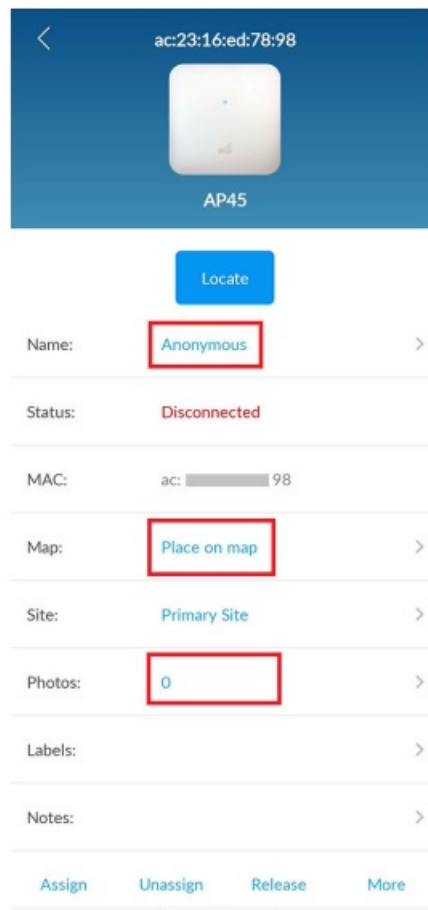 ac:23:16:ed:78:98
AP45
Locate
Name: Anonymous
Status: Disconnected
MAC: ac: 98
Map: Place on map
Site: Primary Site
Photos: 0
Labels:
Notes:
Assign Unassign Release More